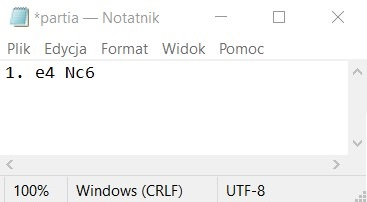 *partia — Notatnik
Plik Edycja Format Widok Pomoc
1. e4 Nc6
100% Windows (CRLF) UTF-8